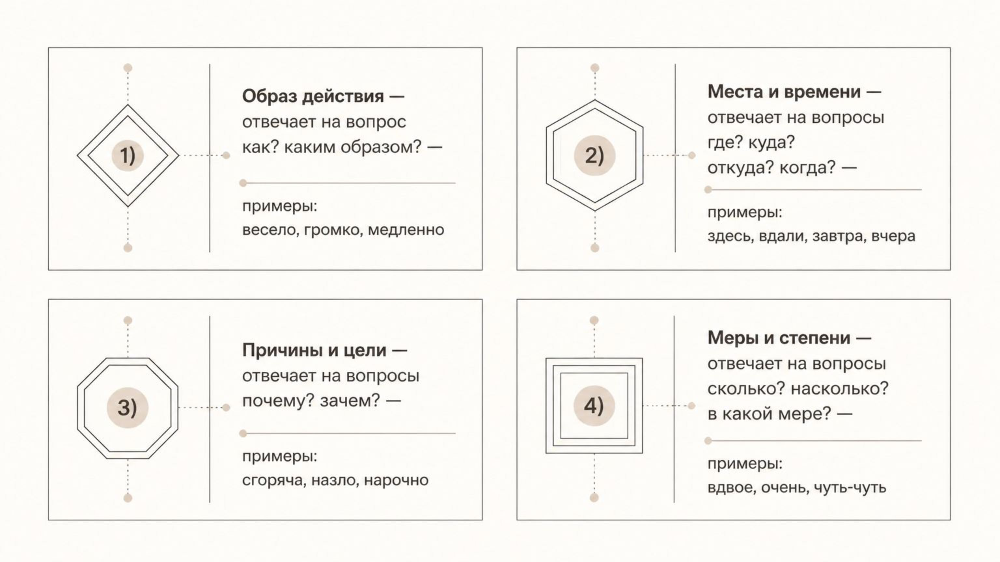 1)
Образ действия —
отвечает на вопрос
как? каким образом? —
примеры:
весело, громко, медленно
2)
Места и времени —
отвечает на вопросы
где? куда?
откуда? когда? —
примеры:
здесь, вдали, завтра, вчера
3)
Причины и цели —
отвечает на вопросы
почему? зачем? —
примеры:
сгоряча, назло, нарочно
4)
Меры и степени —
отвечает на вопросы
сколько? насколько?
в какой мере? —
примеры:
вдвое, очень, чуть-чуть